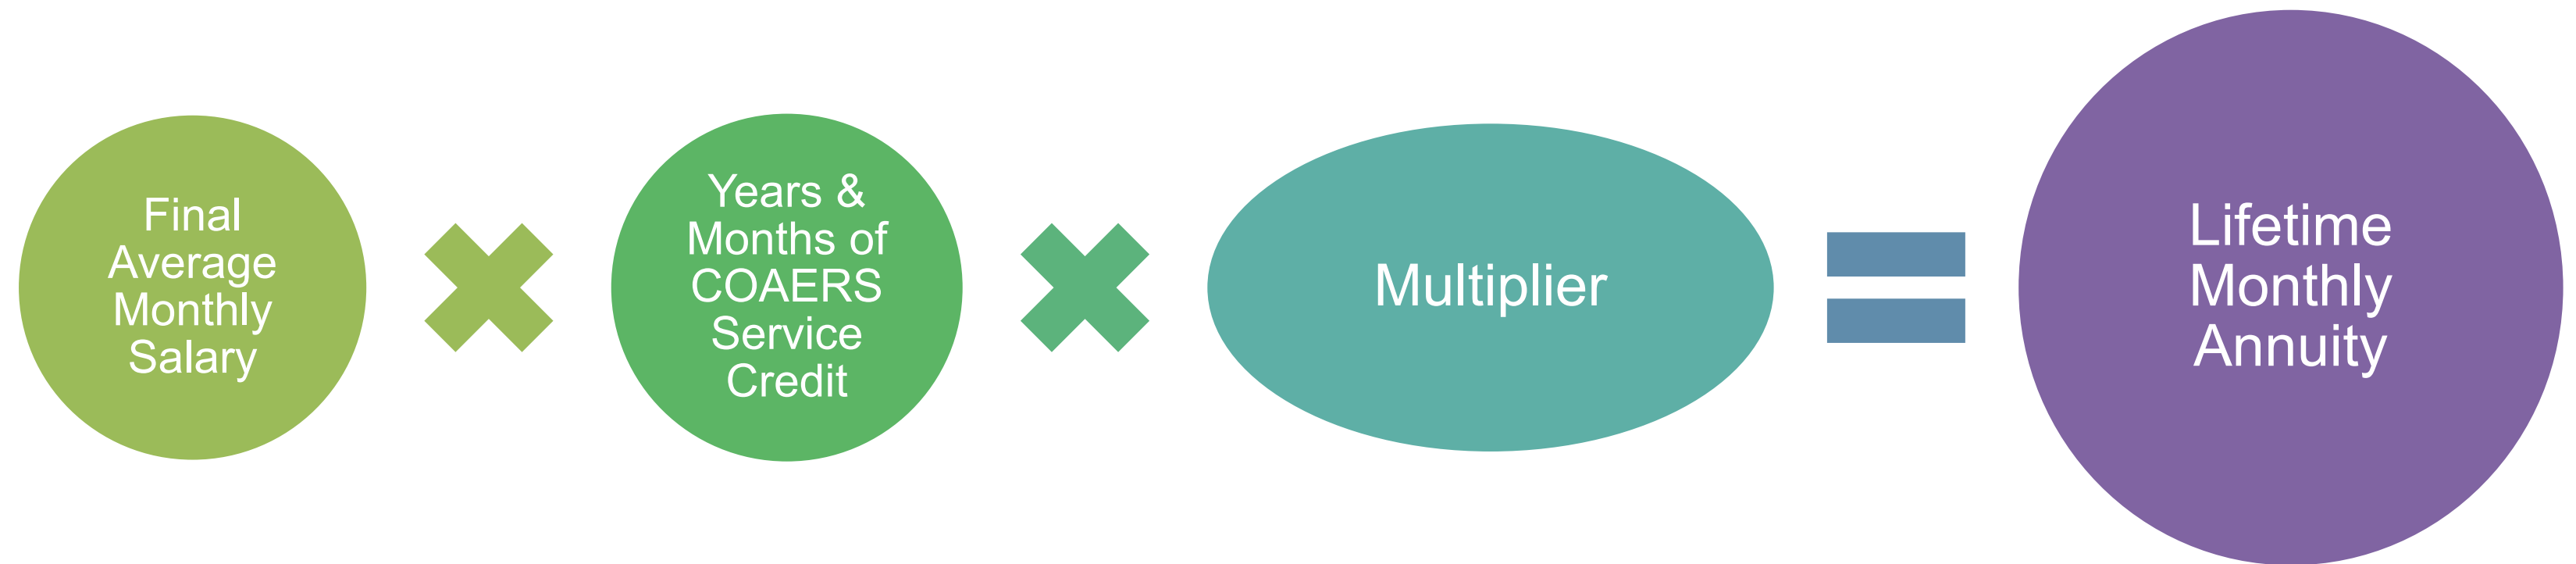 Final
Average
Monthly
Salary
Years &
Months of
COAERS
Service
Credit
Multiplier
Lifetime
Monthly
Annuity